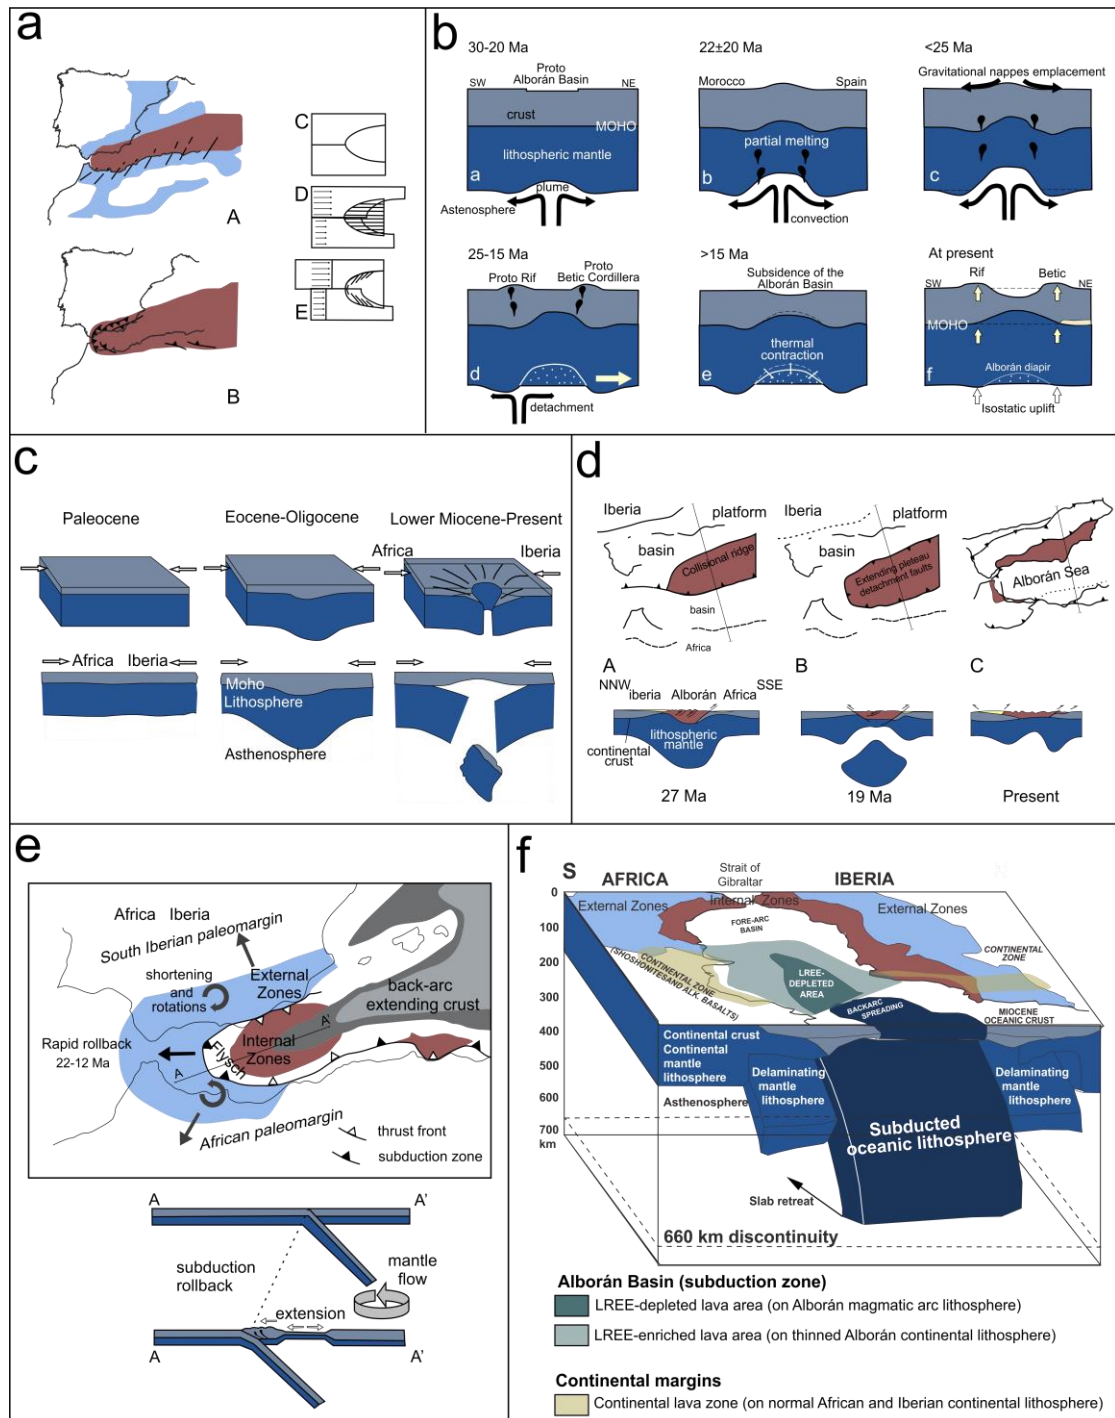 a
A
B
C
D
E
b
30-20 Ma
Proto
Alborán Basin
SW
NE
crust
MOHO
lithospheric mantle
a
plume
Astenosphere
22±20 Ma
Morocco
Spain
partial melting
b
convection
<25 Ma
Gravitational nappes emplacement
c
25-15 Ma
Proto Rif
Proto
Betic Cordillera
d
detachment
>15 Ma
Subsidence of the
Alborán Basin
thermal
contraction
e
At present
Rif
Betic
SW
NE
MOHO
Alborán diapir
f
Isostatic uplift
c
Paleocene
Eocene-Oligocene
Lower Miocene-Present
Africa
Iberia
Africa
Iberia
Moho
Lithosphere
Asthenosphere
d
Iberia
platform
basin
Collisional ridge
basin
Africa
Iberia
platform
basin
Extending pleteau
detachment faults
Alborán Sea
A
B
C
NNW
SSE
iberia
Alborán
Africa
lithospheric
mantle
continental
crust
27 Ma
19 Ma
Present
e
Africa
Iberia
South Iberian paleomargin
shortening
and
rotations
External
Zones
back-arc
extending crust
A'
Internal
Zones
Rapid rollback
22-12 Ma
Flysch
A
African paleomargin
thrust front
subduction zone
A
A'
subduction
rollback
mantle
flow
extension
A
A'
f
S
AFRICA
Strait of
Gibraltar
IBERIA
0
100
200
300
400
500
600
700
km
External Zones
Internal Zones
External Zones
FORE-ARC
BASIN
CONTINENTAL ZONE
(SHOSHONITES AND ALK. BASALTS)
LREE-
DEPLETED
AREA
CONTINENTAL
ZONE
BACKARC
SPREADING
MIOCENE
OCEANIC CRUST
Continental crust
Continental
mantle
lithosphere
Delaminating
mantle
lithosphere
Delaminating
mantle
lithosphere
Asthenosphere
Subducted
oceanic lithosphere
Slab retreat
660 km discontinuity
Alborán Basin (subduction zone)
LREE-depleted lava area (on Alborán magmatic arc lithosphere)
LREE-enriched lava area (on thinned Alborán continental lithosphere)
Continental margins
Continental lava zone (on normal African and Iberian continental lithosphere)